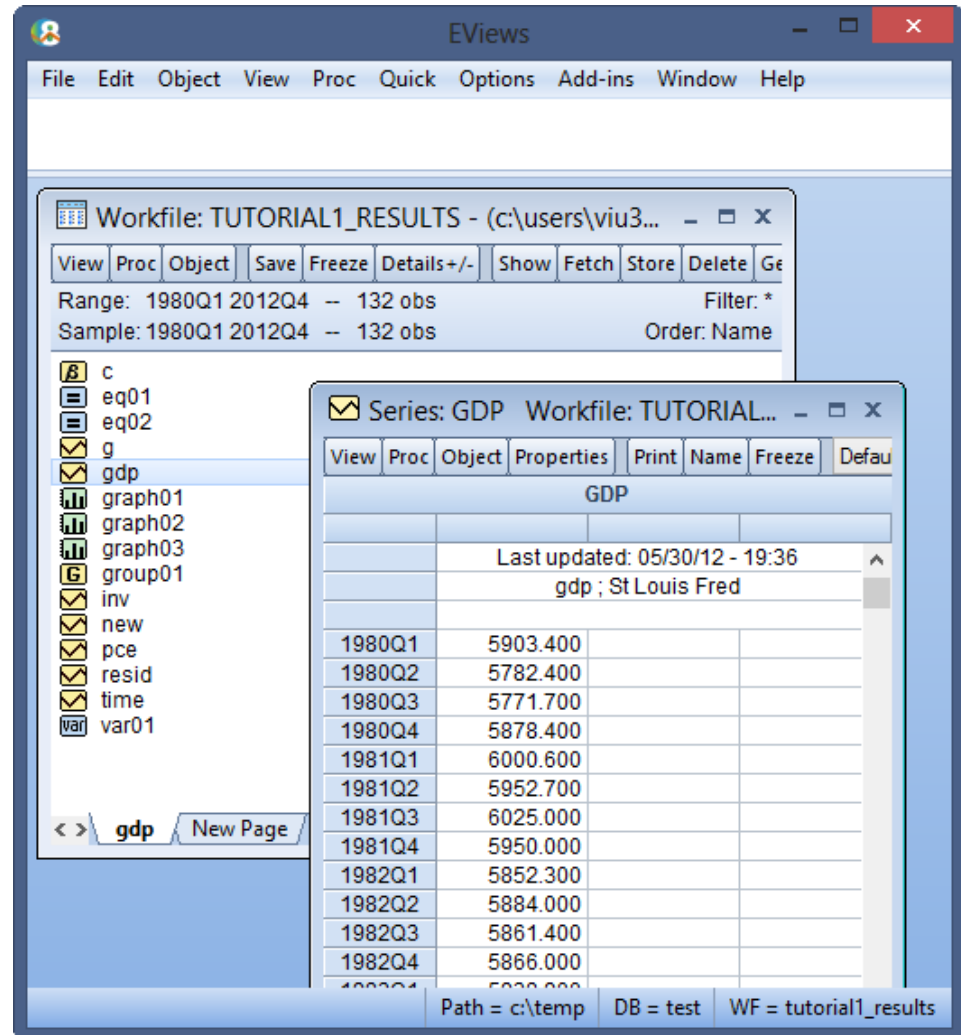 EViews
File Edit Object View Proc Quick Options Add-ins Window Help
Workfile: TUTORIAL1_RESULTS - (c:\users\viu3...
View Proc Object Save Freeze Details+/- Show Fetch Store Delete Ge
Range: 1980Q1 2012Q4 -- 132 obs Filter: *
Sample: 1980Q1 2012Q4 -- 132 obs Order: Name
β c
eq01
eq02
g
gdp
graph01
graph02
graph03
G group01
inv
new
pce
resid
time
var var01
< > gdp New Page
Series: GDP Workfile: TUTORIAL...
View Proc Object Properties Print Name Freeze Defau
GDP
Last updated: 05/30/12 - 19:36
gdp ; St Louis Fred
1980Q1 5903.400
1980Q2 5782.400
1980Q3 5771.700
1980Q4 5878.400
1981Q1 6000.600
1981Q2 5952.700
1981Q3 6025.000
1981Q4 5950.000
1982Q1 5852.300
1982Q2 5884.000
1982Q3 5861.400
1982Q4 5866.000
Path = c:\temp DB = test WF = tutorial1_results